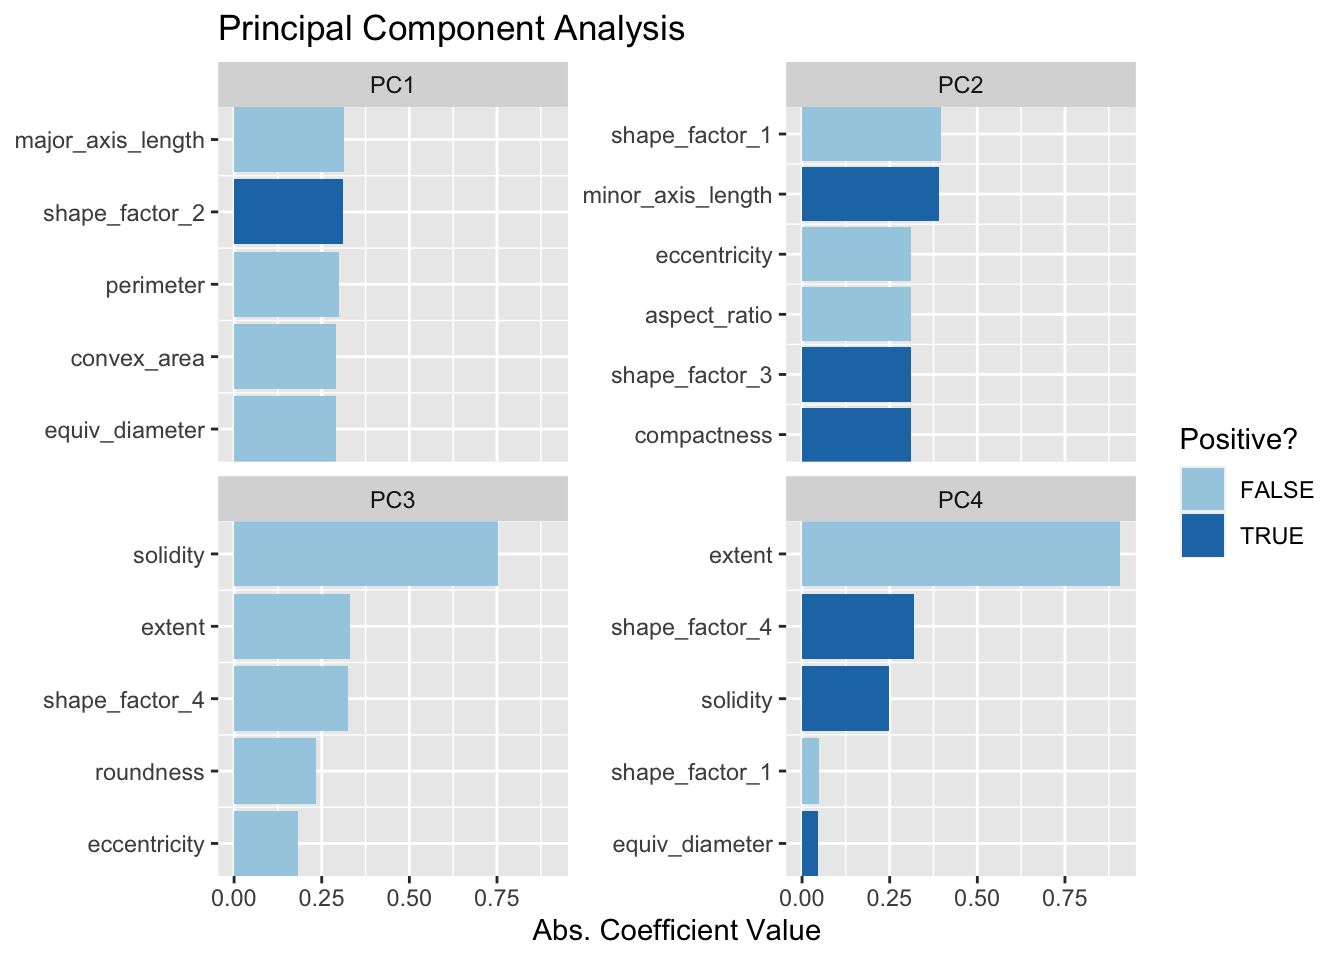 Principal Component Analysis
PC1
major_axis_length
shape_factor_2
perimeter
convex_area
equiv_diameter
PC2
shape_factor_1
minor_axis_length
eccentricity
aspect_ratio
shape_factor_3
compactness
PC3
solidity
extent
shape_factor_4
roundness
eccentricity
0.00 0.25 0.50 0.75
PC4
extent
shape_factor_4
solidity
shape_factor_1
equiv_diameter
0.00 0.25 0.50 0.75
Abs. Coefficient Value
Positive?
FALSE
TRUE